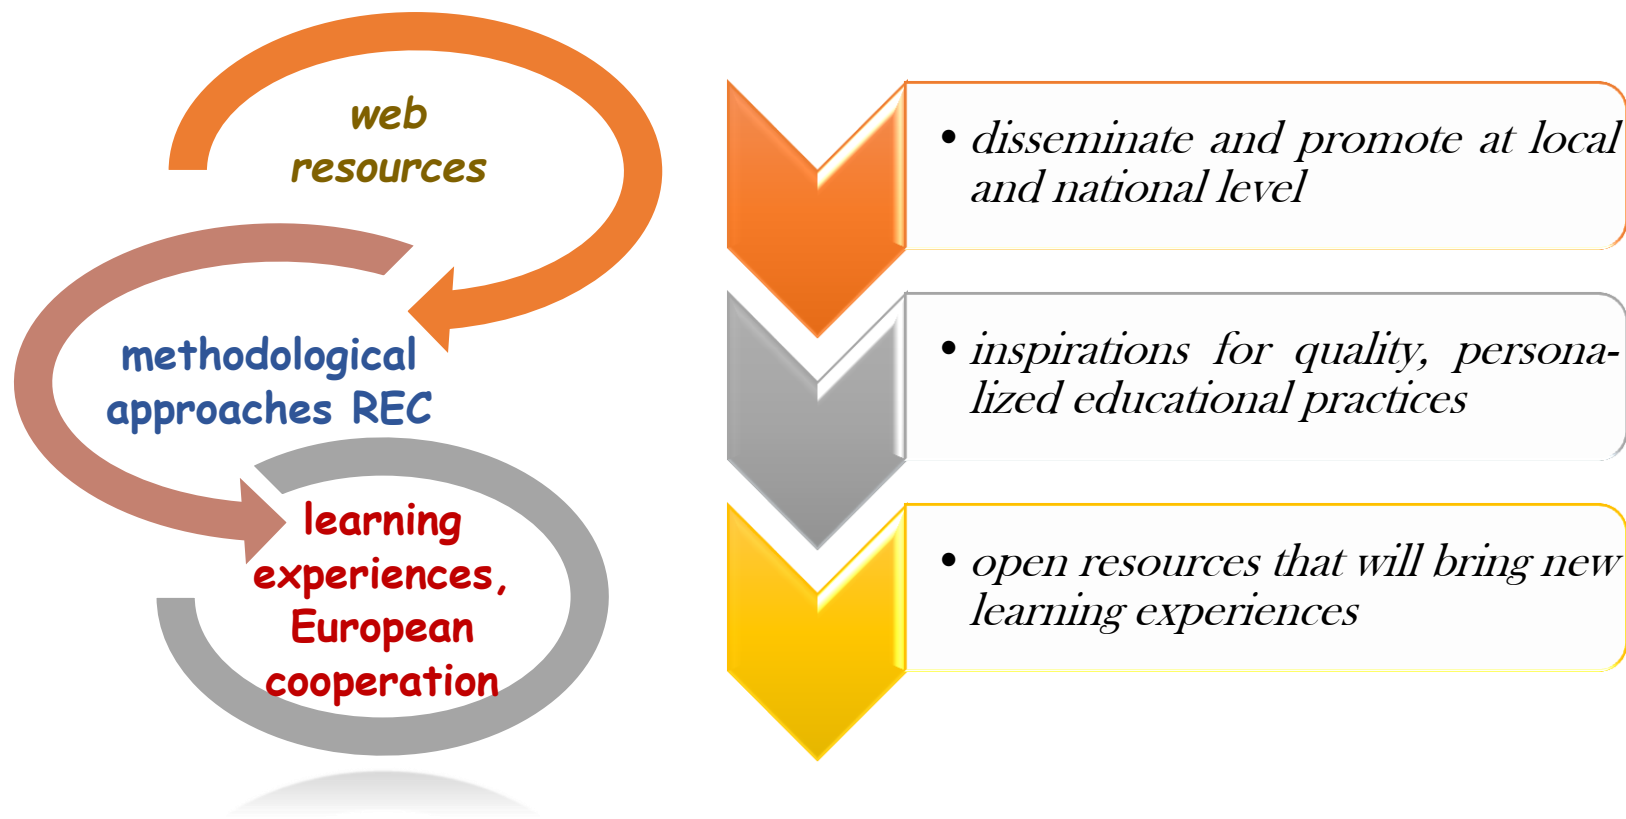 web
resources
methodological
approaches REC
learning
experiences,
European
cooperation
• disseminate and promote at local
and national level
• inspirations for quality, persona-
lized educational practices
• open resources that will bring new
learning experiences